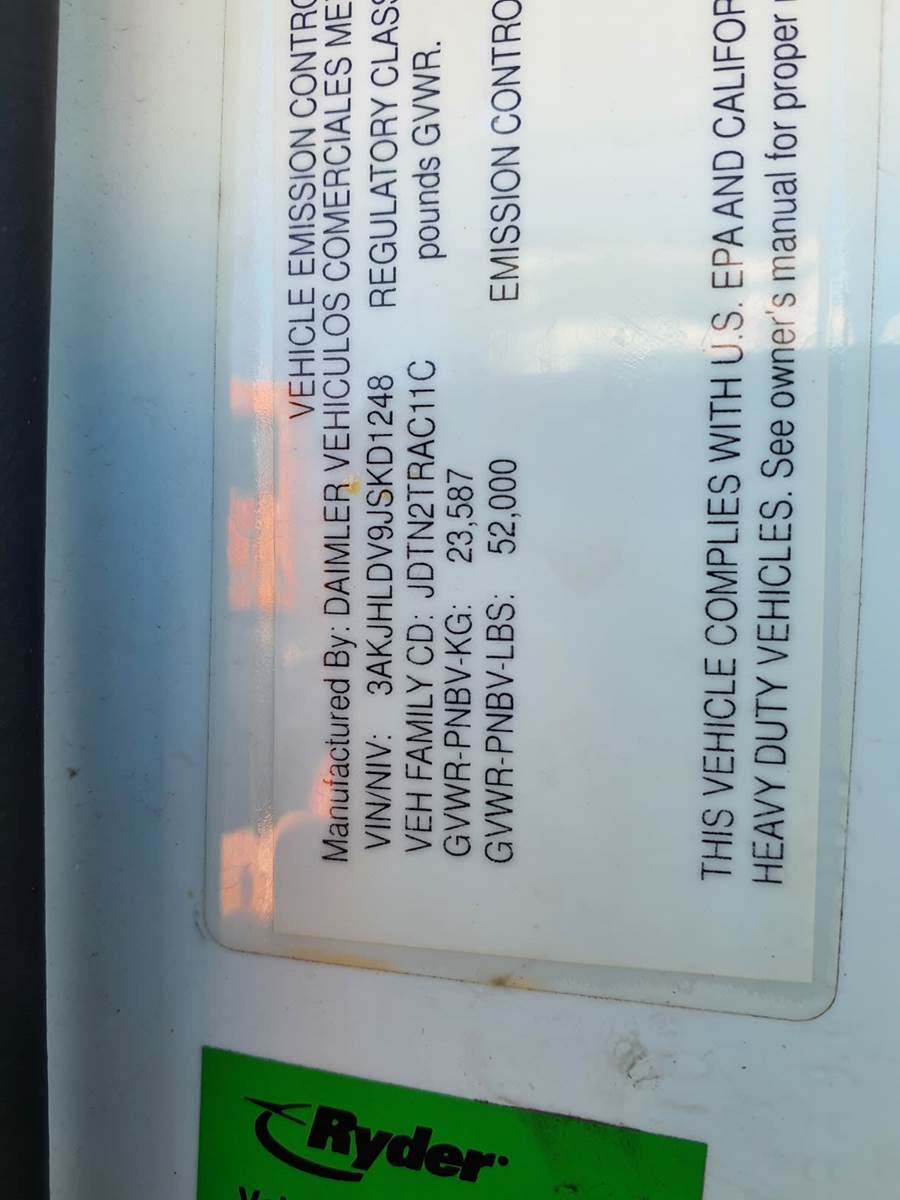 VEHICLE EMISSION CONTRO
Manufactured By: DAIMLER VEHICULOS COMERCIALES ME
VIN/NIV: 3AKJHLDV9JSKD1248 REGULATORY CLASS
VEH FAMILY CD: JDTN2TRAC11C pounds GVWR.
GVWR-PNBV-KG: 23,587
GVWR-PNBV-LBS: 52,000 EMISSION CONTRO
THIS VEHICLE COMPLIES WITH U.S. EPA AND CALIFOR
HEAVY DUTY VEHICLES. See owner's manual for proper
Ryder